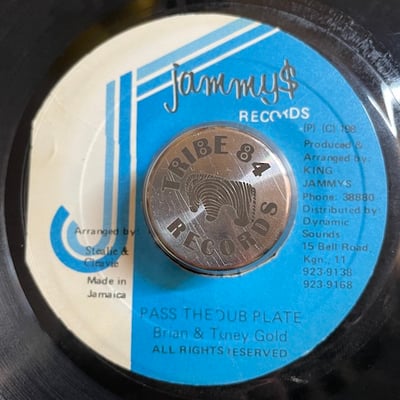 jammy$
RECORDS
(P) (C) 198
Produced &
Arranged by:
KING
JAMMYS
Phone: 38880
Distributed by:
Dynamic
Sounds
15 Bell Road,
Kgn., 11
923-9138
923-9168
TRIBE 84
RECORDS
Arranged by:
Steelie &
Cleavie
Made in
Jamaica
PASS THE DUB PLATE
Brian & Tuney Gold
ALL RIGHTS RESERVED